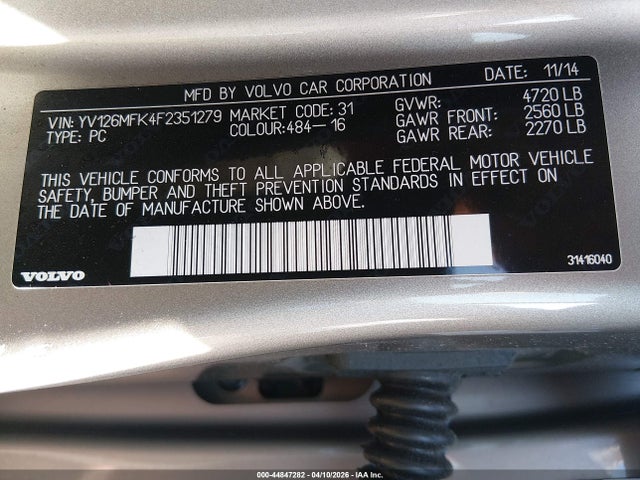 MFD BY VOLVO CAR CORPORATION DATE: 11/14
VIN: YV126MFK4F2351279 MARKET CODE: 31 GVWR: 4720 LB
TYPE: PC COLOUR: 484-16 GAWR FRONT: 2560 LB
GAWR REAR: 2270 LB
THIS VEHICLE CONFORMS TO ALL APPLICABLE FEDERAL MOTOR VEHICLE
SAFETY, BUMPER AND THEFT PREVENTION STANDARDS IN EFFECT ON
THE DATE OF MANUFACTURE SHOWN ABOVE.
VOLVO 31416040
000-44847282 - 04/10/2026 - IAA Inc.